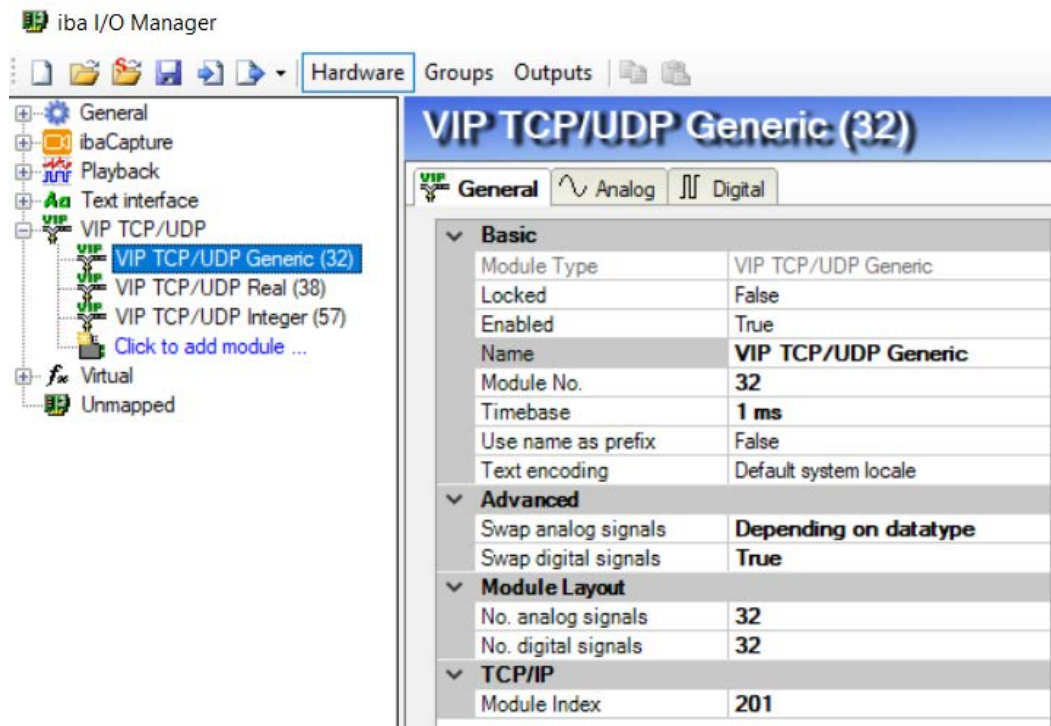 iba I/O Manager
Hardware Groups Outputs
General
ibaCapture
Playback
Text interface
VIP TCP/UDP
VIP TCP/UDP Generic (32)
VIP TCP/UDP Real (38)
VIP TCP/UDP Integer (57)
Click to add module ...
Virtual
Unmapped
VIP TCP/UDP Generic (32)
General Analog Digital
Basic
Module Type VIP TCP/UDP Generic
Locked False
Enabled True
Name VIP TCP/UDP Generic
Module No. 32
Timebase 1 ms
Use name as prefix False
Text encoding Default system locale
Advanced
Swap analog signals Depending on datatype
Swap digital signals True
Module Layout
No. analog signals 32
No. digital signals 32
TCP/IP
Module Index 201